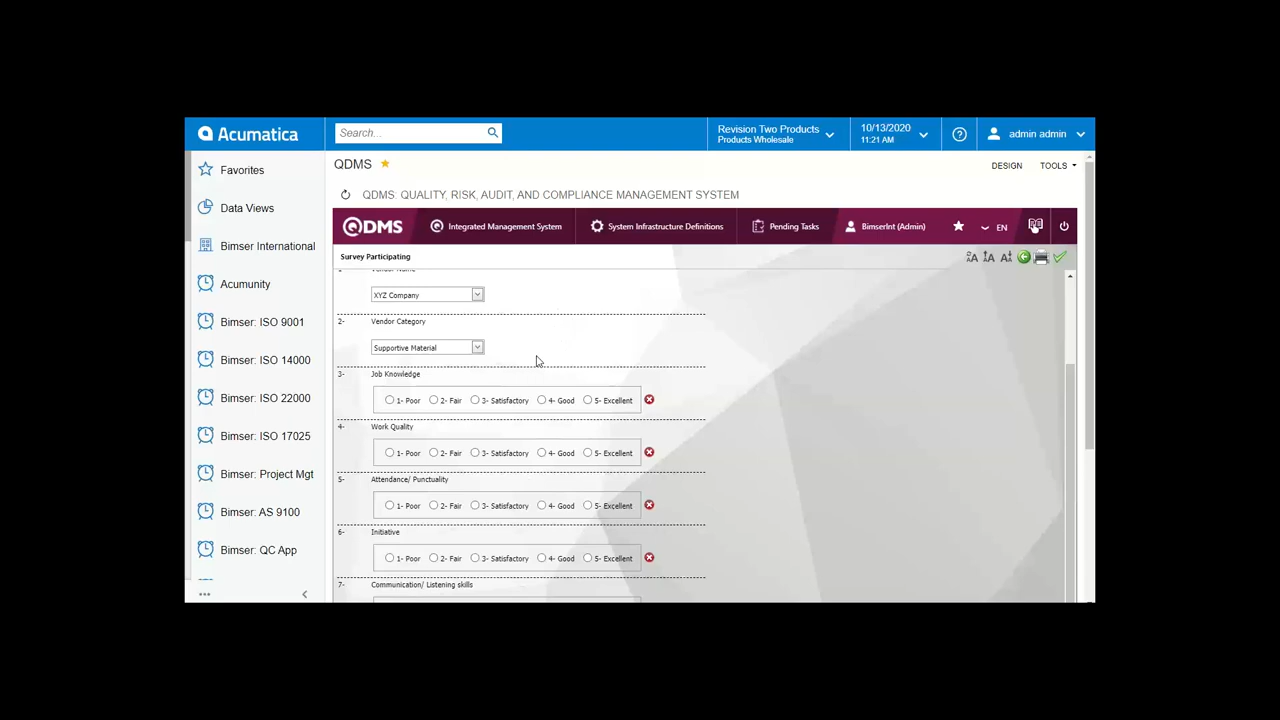 Acumatica
Search...
Revision Two Products
Products Wholesale
10/13/2020
11:21 AM
admin admin
Favorites
Data Views
Bimser International
Acumunity
Bimser: ISO 9001
Bimser: ISO 14000
Bimser: ISO 22000
Bimser: ISO 17025
Bimser: Project Mgt
Bimser: AS 9100
Bimser: QC App
QDMS
DESIGN
TOOLS
QDMS: QUALITY, RISK, AUDIT, AND COMPLIANCE MANAGEMENT SYSTEM
QDMS
Integrated Management System
System Infrastructure Definitions
Pending Tasks
BimserInt (Admin)
EN
Survey Participating
Vendor Name
XYZ Company
2- Vendor Category
Supportive Material
3- Job Knowledge
1- Poor 2- Fair 3- Satisfactory 4- Good 5- Excellent
4- Work Quality
1- Poor 2- Fair 3- Satisfactory 4- Good 5- Excellent
5- Attendance/ Punctuality
1- Poor 2- Fair 3- Satisfactory 4- Good 5- Excellent
6- Initiative
1- Poor 2- Fair 3- Satisfactory 4- Good 5- Excellent
7- Communication/ Listening skills